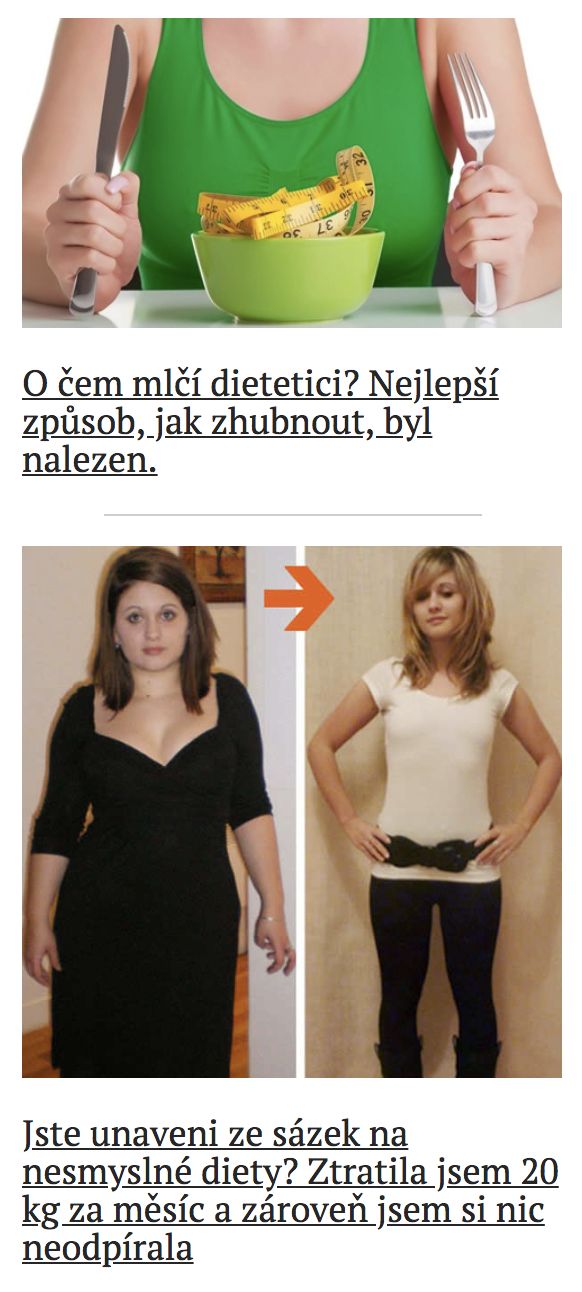 O čem mlčí dietetici? Nejlepší
způsob, jak zhubnout, byl
nalezen.
Jste unaveni ze sázek na
nesmyslné diety? Ztratila jsem 20
kg za měsíc a zároveň jsem si nic
neodpírala